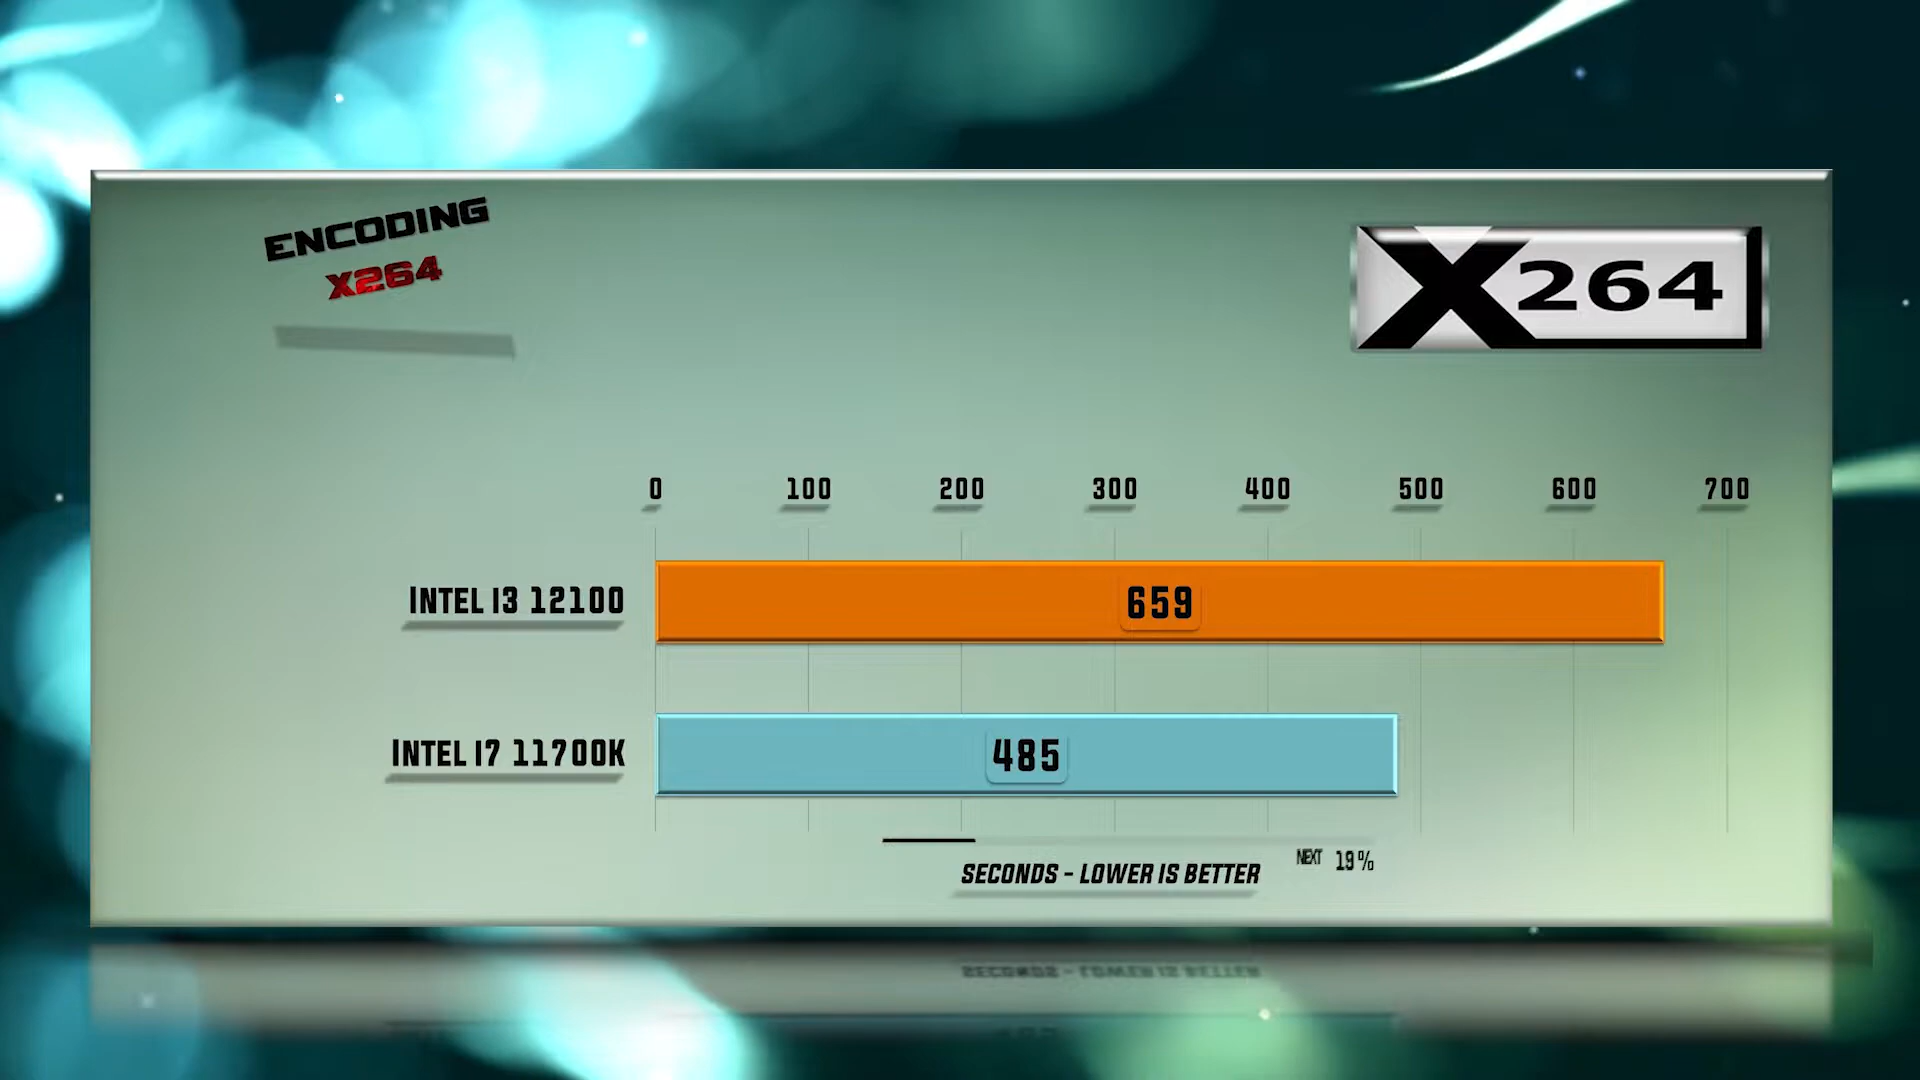 ENCODING
X264
X264
0 100 200 300 400 500 600 700
INTEL I3 12100 659
INTEL I7 11700K 485
NEXT 19%
SECONDS - LOWER IS BETTER